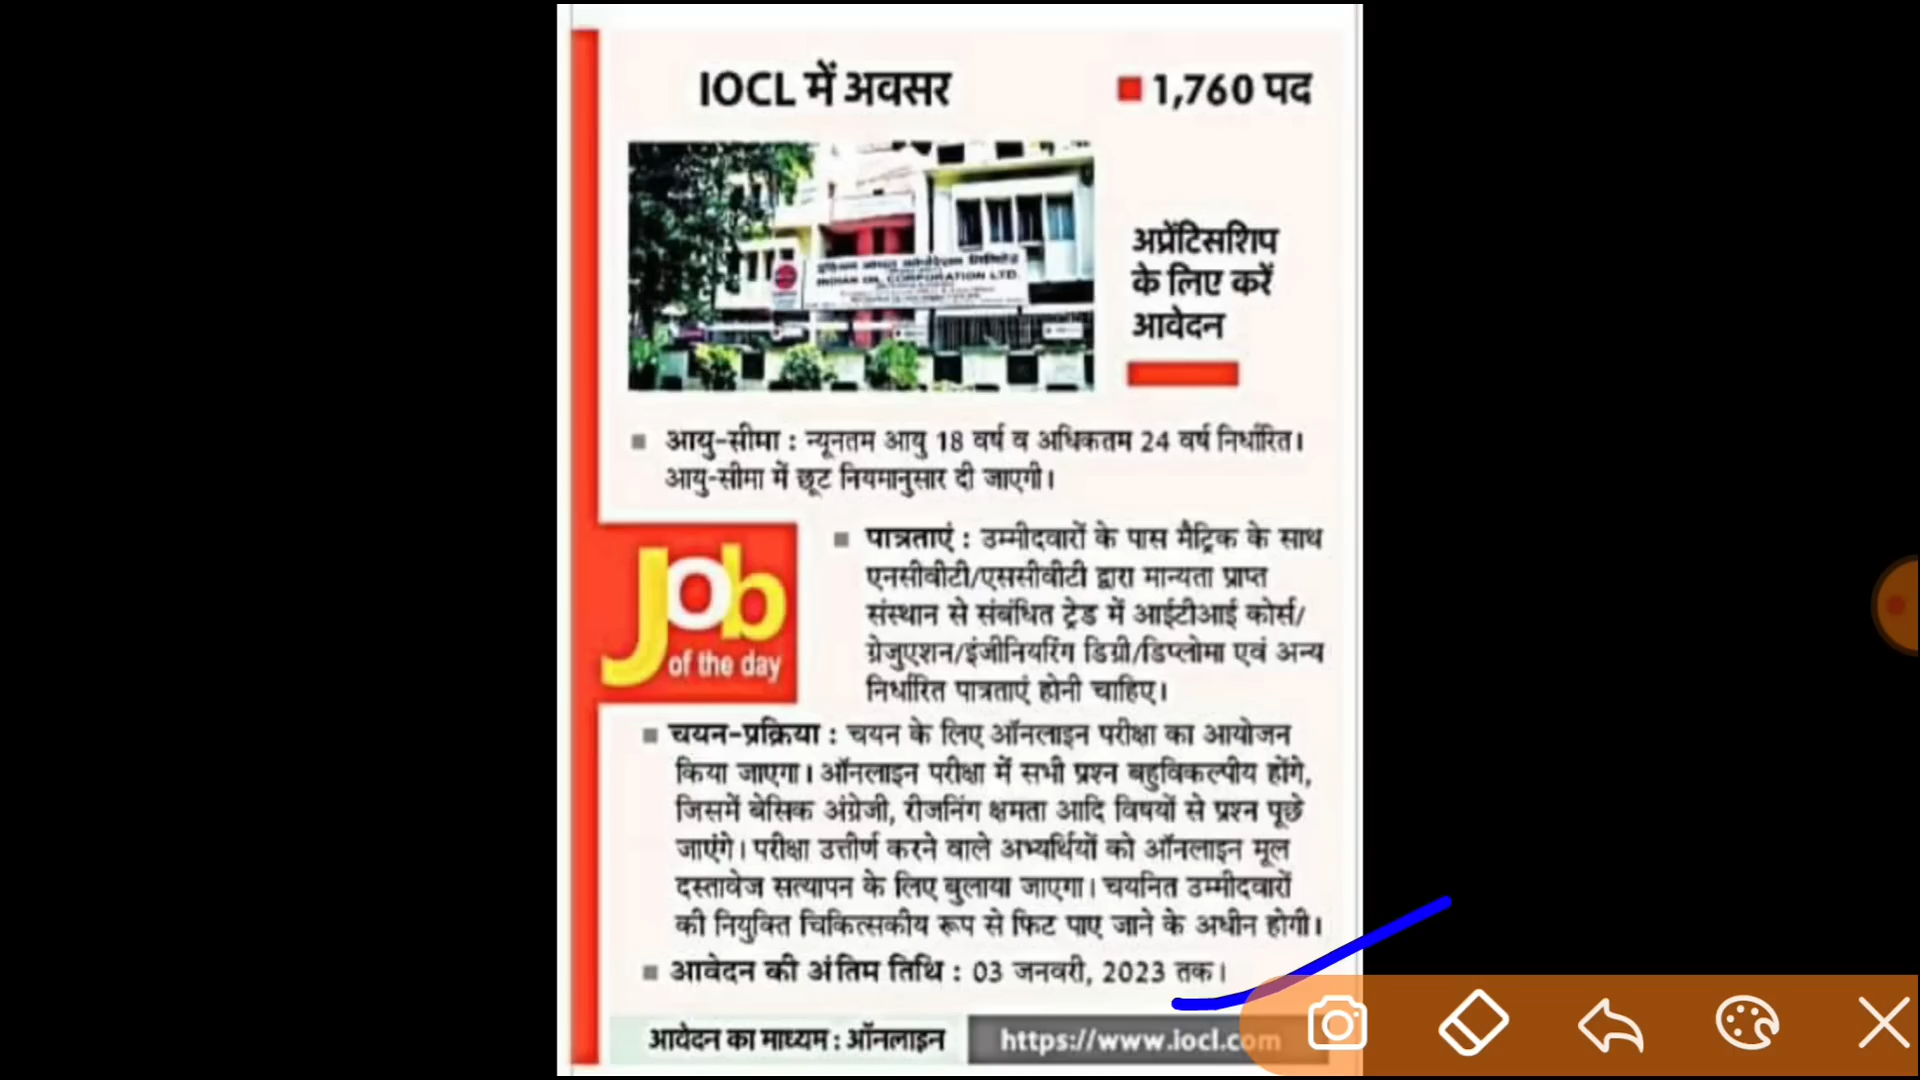 IOCL में अवसर
1,760 पद
INDIAN OIL CORPORATION LTD.
अप्रेंटिसशिप
के लिए करें
आवेदन
आयु-सीमा : न्यूनतम आयु 18 वर्ष व अधिकतम 24 वर्ष निर्धारित।
आयु-सीमा में छूट नियमानुसार दी जाएगी।
Job
of the day
पात्रताएं : उम्मीदवारों के पास मैट्रिक के साथ
एनसीवीटी/एससीवीटी द्वारा मान्यता प्राप्त
संस्थान से संबंधित ट्रेड में आईटीआई कोर्स/
ग्रेजुएशन/इंजीनियरिंग डिग्री/डिप्लोमा एवं अन्य
निर्धारित पात्रताएं होनी चाहिए।
चयन-प्रक्रिया : चयन के लिए ऑनलाइन परीक्षा का आयोजन
किया जाएगा। ऑनलाइन परीक्षा में सभी प्रश्न बहुविकल्पीय होंगे,
जिसमें बेसिक अंग्रेजी, रीजनिंग क्षमता आदि विषयों से प्रश्न पूछे
जाएंगे। परीक्षा उत्तीर्ण करने वाले अभ्यर्थियों को ऑनलाइन मूल
दस्तावेज सत्यापन के लिए बुलाया जाएगा। चयनित उम्मीदवारों
की नियुक्ति चिकित्सकीय रूप से फिट पाए जाने के अधीन होगी।
आवेदन की अंतिम तिथि : 03 जनवरी, 2023 तक।
आवेदन का माध्यम : ऑनलाइन
https://www.iocl.com